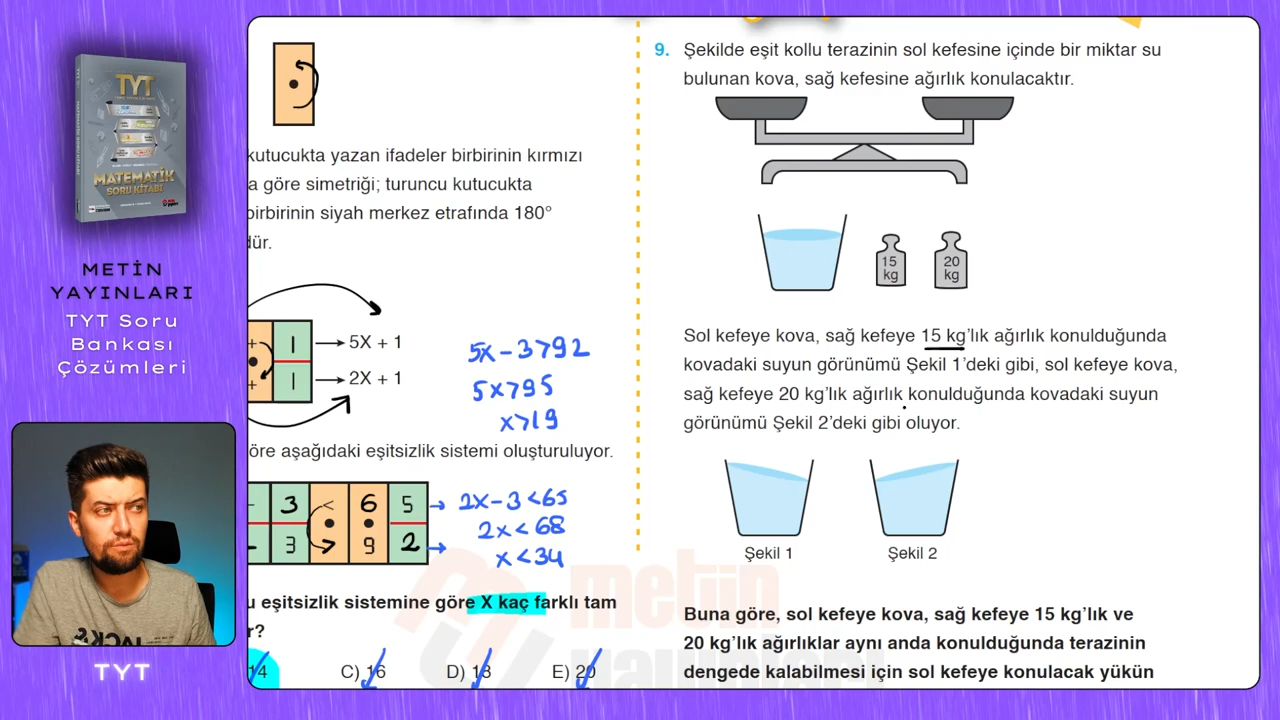 TYT
MATEMATİK
SORU KİTABI
METİN
YAYINLARI
TYT Soru
Bankası
Çözümleri
TYT
kutucukta yazan ifadeler birbirinin kırmızı
a göre simetriği; turuncu kutucukta
birbirinin siyah merkez etrafında 180°
dür.
+ 1 → 5X + 1
+ 1 → 2X + 1
5x - 3 > 92
5x > 95
x > 19
öre aşağıdaki eşitsizlik sistemi oluşturuluyor.
3 < 6 5 → 2x - 3 < 65
3 > 9 2 →
2x < 68
x < 34
u eşitsizlik sistemine göre X kaç farklı tam
r?
14 C) 16 D) 18 E) 20
9. Şekilde eşit kollu terazinin sol kefesine içinde bir miktar su
bulunan kova, sağ kefesine ağırlık konulacaktır.
15
kg
20
kg
Sol kefeye kova, sağ kefeye 15 kg'lık ağırlık konulduğunda
kovadaki suyun görünümü Şekil 1'deki gibi, sol kefeye kova,
sağ kefeye 20 kg'lık ağırlık konulduğunda kovadaki suyun
görünümü Şekil 2'deki gibi oluyor.
Şekil 1 Şekil 2
metin
Buna göre, sol kefeye kova, sağ kefeye 15 kg'lık ve
20 kg'lık ağırlıklar aynı anda konulduğunda terazinin
dengede kalabilmesi için sol kefeye konulacak yükün